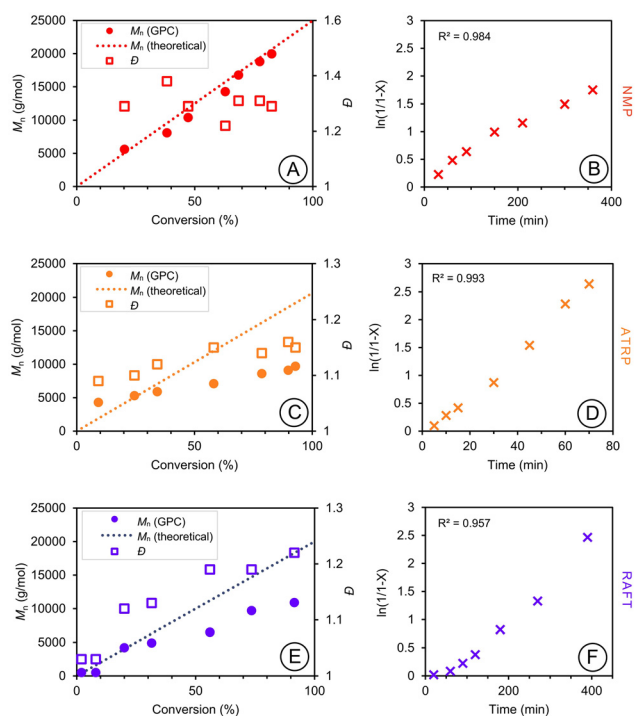 Mn (GPC)
Mn (theoretical)
Đ
25000
20000
15000
10000
5000
0
Mn (g/mol)
0
50
100
Conversion (%)
1.6
1.4
1.2
1
Đ
A
R² = 0.984
3
2.5
2
1.5
1
0.5
0
ln(1/1-X)
0
200
400
Time (min)
B
NMP
Mn (GPC)
Mn (theoretical)
Đ
25000
20000
15000
10000
5000
0
Mn (g/mol)
0
50
100
Conversion (%)
1.3
1.2
1.1
1
Đ
C
R² = 0.993
3
2.5
2
1.5
1
0.5
0
ln(1/1-X)
0
20
40
60
80
Time (min)
D
ATRP
Mn (GPC)
Mn (theoretical)
Đ
25000
20000
15000
10000
5000
0
Mn (g/mol)
0
50
100
Conversion (%)
1.3
1.2
1.1
1
Đ
E
R² = 0.957
3
2.5
2
1.5
1
0.5
0
ln(1/1-X)
0
200
400
Time (min)
F
RAFT